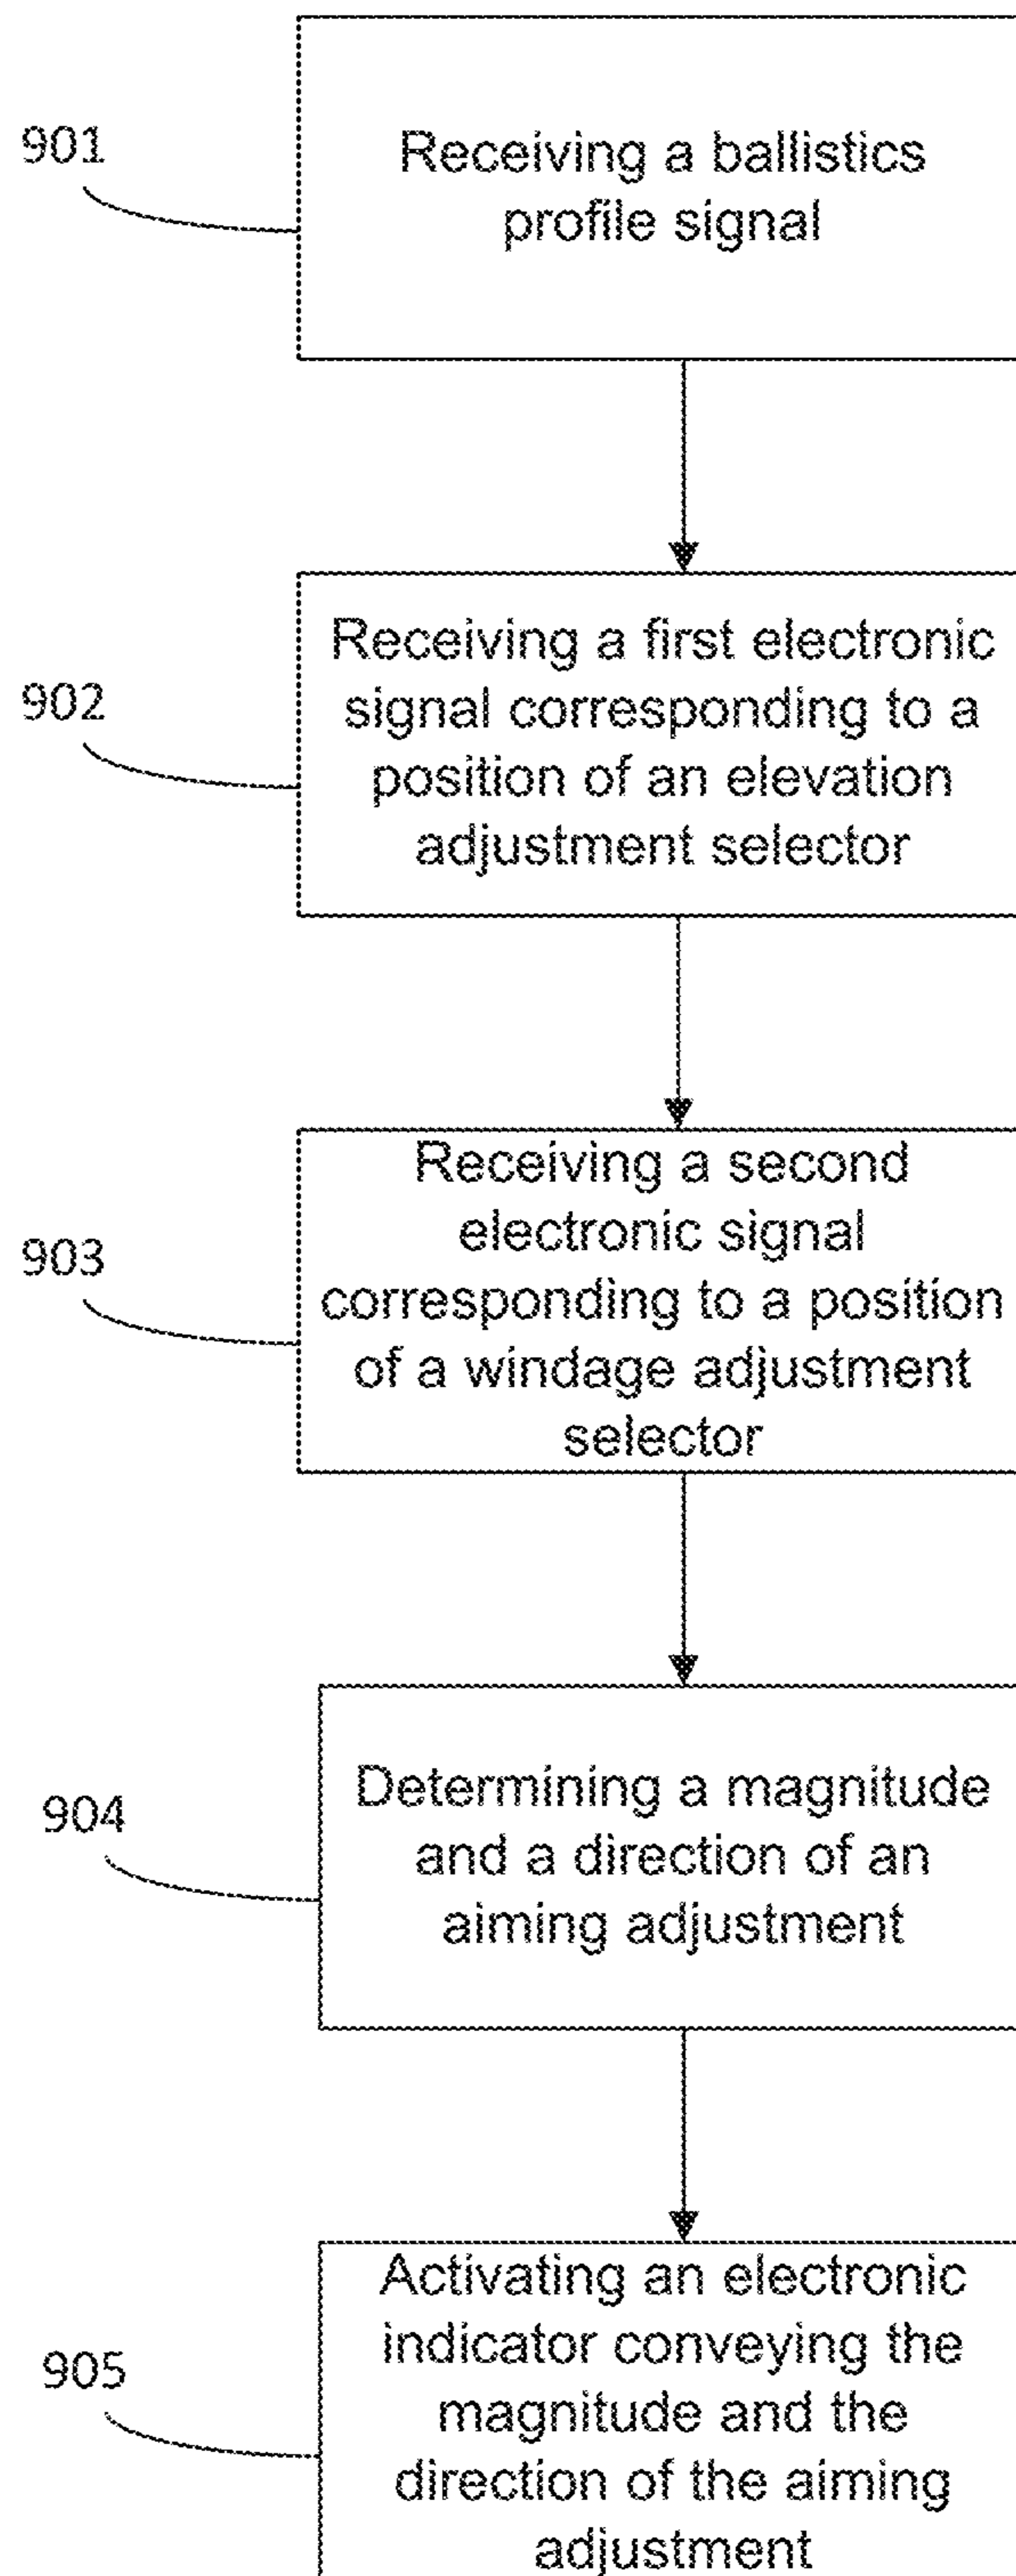 901
Receiving a ballistics
profile signal
902
Receiving a first electronic
signal corresponding to a
position of an elevation
adjustment selector
903
Receiving a second
electronic signal
corresponding to a position
of a windage adjustment
selector
904
Determining a magnitude
and a direction of an
aiming adjustment
905
Activating an electronic
indicator conveying the
magnitude and the
direction of the aiming
adjustment